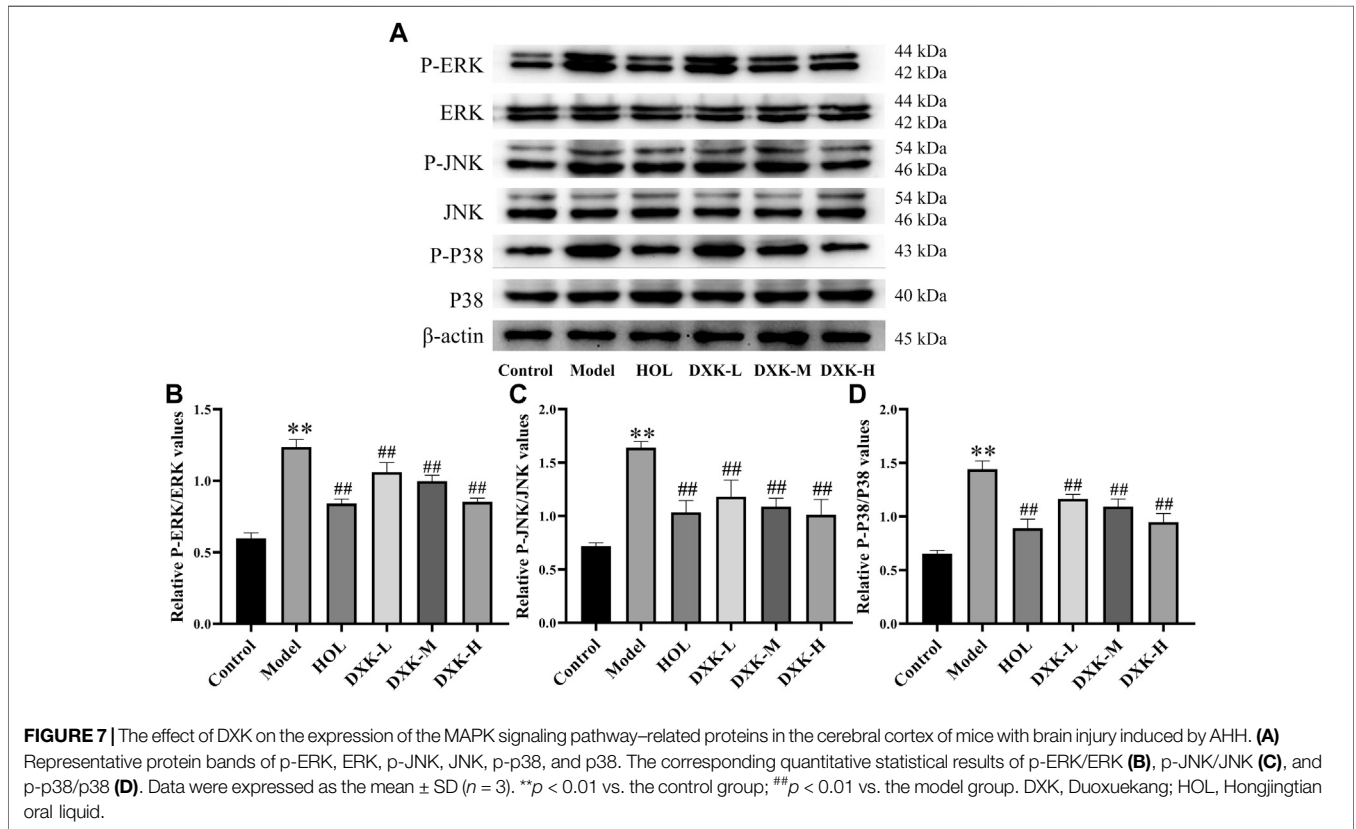 A
P-ERK
44 kDa
42 kDa
ERK
44 kDa
42 kDa
P-JNK
54 kDa
46 kDa
JNK
54 kDa
46 kDa
P-P38
43 kDa
P38
40 kDa
β-actin
45 kDa
Control Model HOL DXK-L DXK-M DXK-H
B
Relative P-ERK/ERK values
1.5
1.0
0.5
0.0
**
##
##
##
##
Control
Model
HOL
DXK-L
DXK-M
DXK-H
C
Relative P-JNK/JNK values
2.0
1.5
1.0
0.5
0.0
**
##
##
##
##
Control
Model
HOL
DXK-L
DXK-M
DXK-H
D
Relative P-P38/P38 values
2.0
1.5
1.0
0.5
0.0
**
##
##
##
##
Control
Model
HOL
DXK-L
DXK-M
DXK-H
FIGURE 7 | The effect of DXK on the expression of the MAPK signaling pathway–related proteins in the cerebral cortex of mice with brain injury induced by AHH. (A)
Representative protein bands of p-ERK, ERK, p-JNK, JNK, p-p38, and p38. The corresponding quantitative statistical results of p-ERK/ERK (B), p-JNK/JNK (C), and
p-p38/p38 (D). Data were expressed as the mean ± SD (n = 3). **p < 0.01 vs. the control group; ##p < 0.01 vs. the model group. DXK, Duoxuekang; HOL, Hongjingtian
oral liquid.